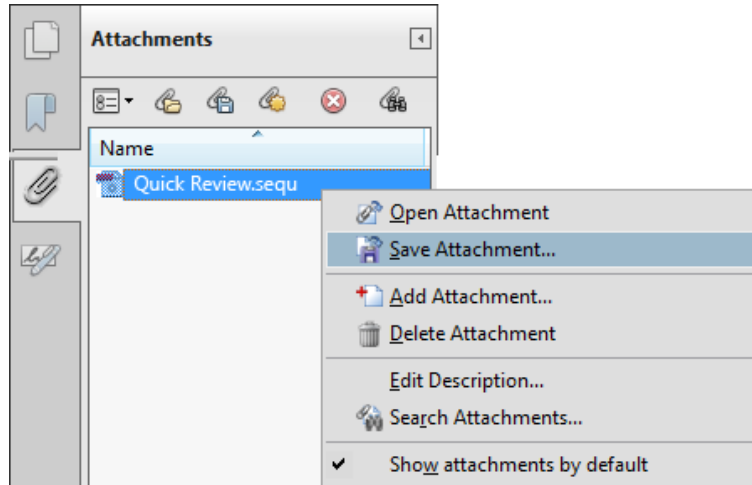 Attachments
Name
Quick Review.sequ
Open Attachment
Save Attachment...
Add Attachment...
Delete Attachment
Edit Description...
Search Attachments...
Show attachments by default